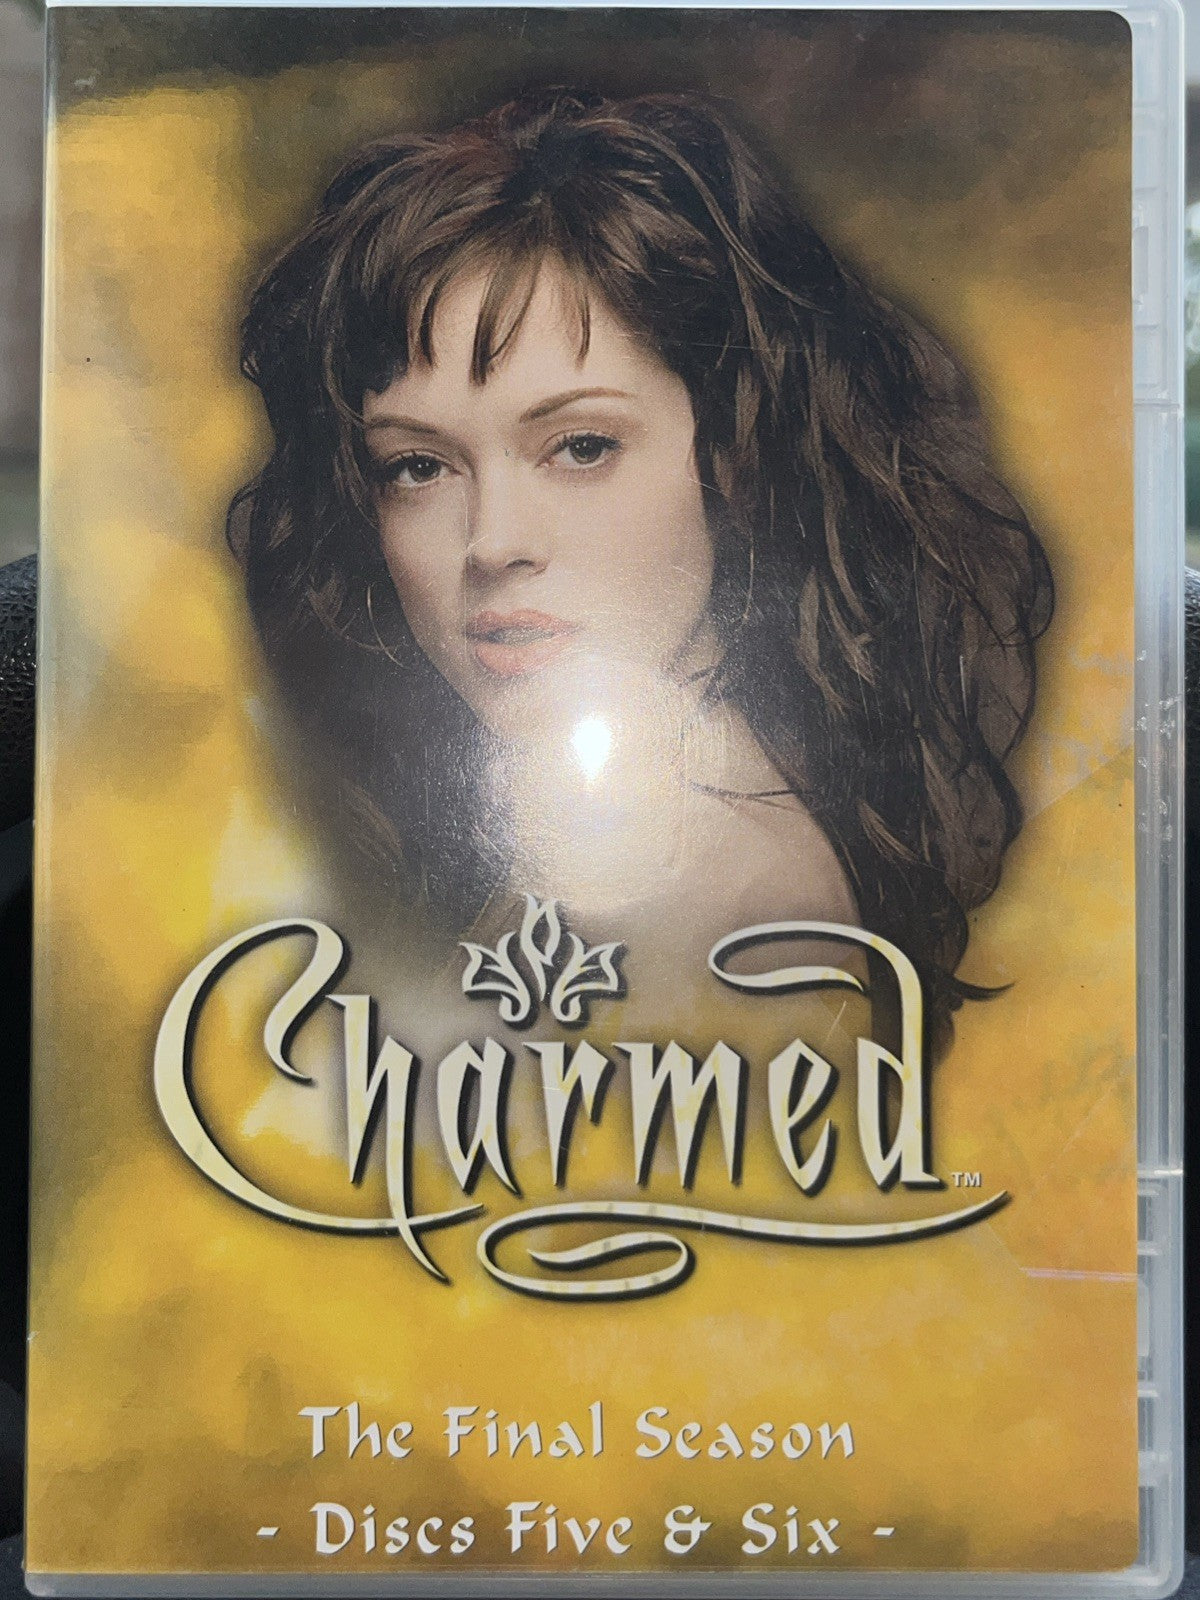 Charmed™
The Final Season
- Discs Five & Six -